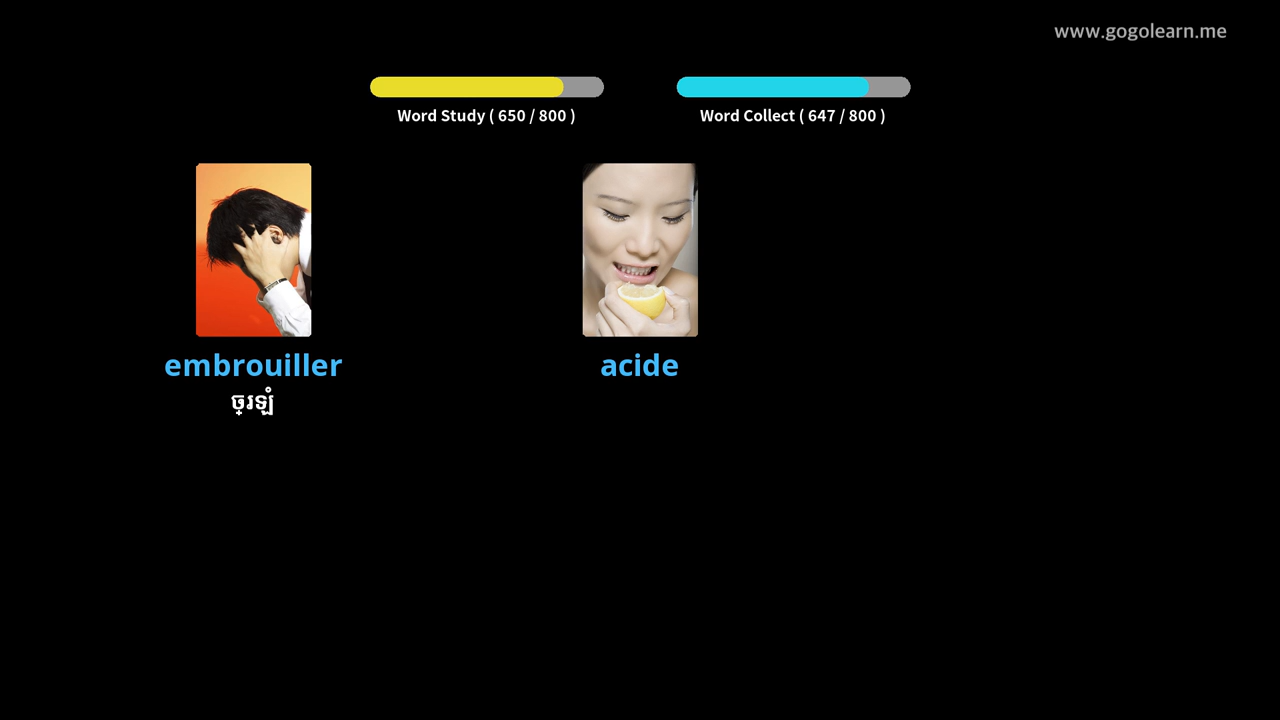 www.gogolearn.me
Word Study ( 650 / 800 )
Word Collect ( 647 / 800 )
embrouiller
acide
ច្រឡំ